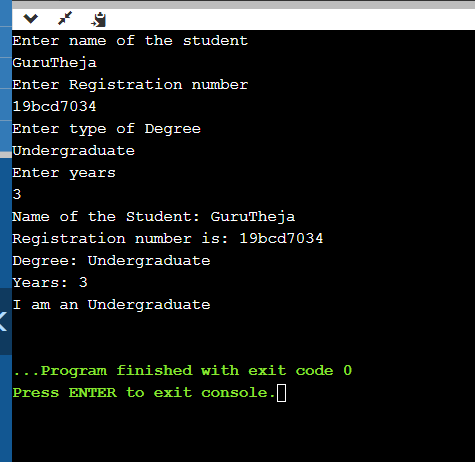 Enter name of the student
GuruTheja
Enter Registration number
19bcd7034
Enter type of Degree
Undergraduate
Enter years
3
Name of the Student: GuruTheja
Registration number is: 19bcd7034
Degree: Undergraduate
Years: 3
I am an Undergraduate
...Program finished with exit code 0
Press ENTER to exit console.